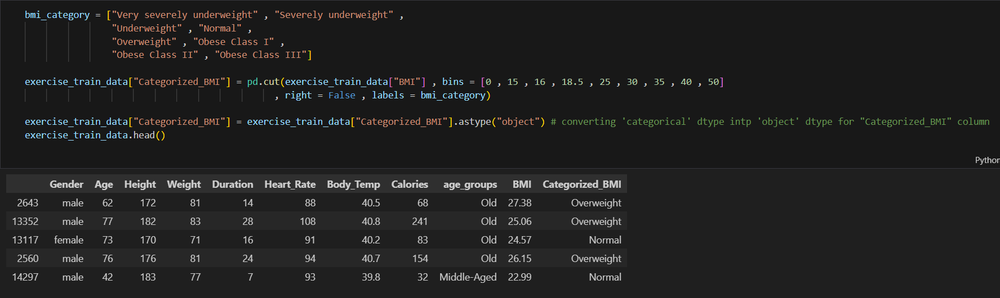 bmi_category = ["Very severely underweight" , "Severely underweight" ,
"Underweight" , "Normal" ,
"Overweight" , "Obese Class I" ,
"Obese Class II" , "Obese Class III"]
exercise_train_data["Categorized_BMI"] = pd.cut(exercise_train_data["BMI"] , bins = [0 , 15 , 16 , 18.5 , 25 , 30 , 35 , 40 , 50]
, right = False , labels = bmi_category)
exercise_train_data["Categorized_BMI"] = exercise_train_data["Categorized_BMI"].astype("object") # converting 'categorical' dtype intp 'object' dtype for "Categorized_BMI" column
exercise_train_data.head()
Python
Gender Age Height Weight Duration Heart_Rate Body_Temp Calories age_groups BMI Categorized_BMI
2643 male 62 172 81 14 88 40.5 68 Old 27.38 Overweight
13352 male 77 182 83 28 108 40.8 241 Old 25.06 Overweight
13117 female 73 170 71 16 91 40.2 83 Old 24.57 Normal
2560 male 76 176 81 24 94 40.7 154 Old 26.15 Overweight
14297 male 42 183 77 7 93 39.8 32 Middle-Aged 22.99 Normal